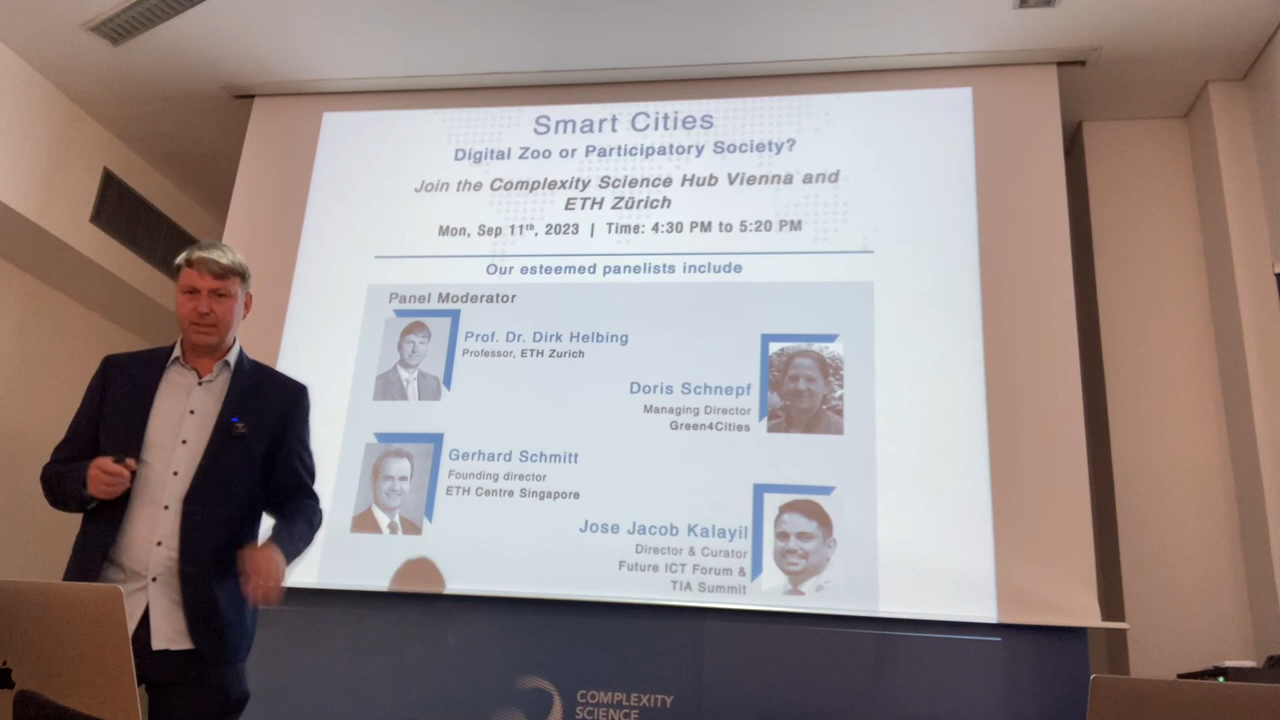 Smart Cities
Digital Zoo or Participatory Society?
Join the Complexity Science Hub Vienna and
ETH Zürich
Mon, Sep 11th, 2023 | Time: 4:30 PM to 5:20 PM
Our esteemed panelists include
Panel Moderator
Prof. Dr. Dirk Helbing
Professor, ETH Zurich
Doris Schnepf
Managing Director
Green4Cities
Gerhard Schmitt
Founding director
ETH Centre Singapore
Jose Jacob Kalayil
Director & Curator
Future ICT Forum &
TIA Summit
COMPLEXITY
SCIENCE